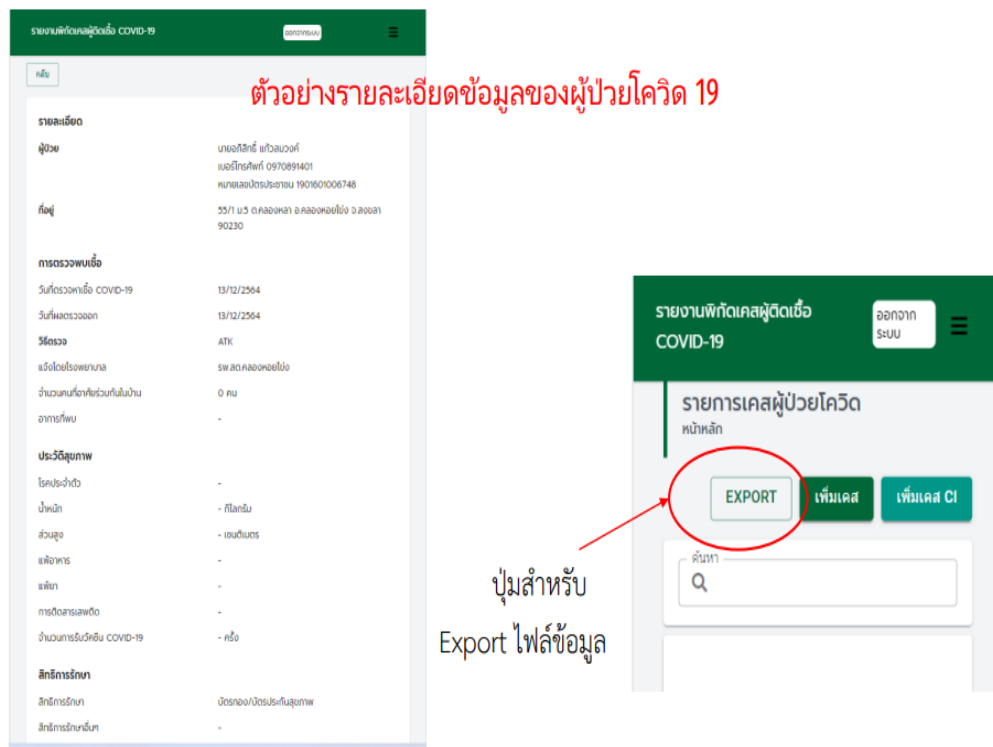 รายงานพิกัดเคสผู้ติดเชื้อ COVID-19
ออกจากระบบ
กลับ
ตัวอย่างรายละเอียดข้อมูลของผู้ป่วยโควิด 19
รายละเอียด
ผู้ป่วย นายอภิสิทธิ์ แก้วลมวงค์
เบอร์โทรศัพท์ 0970891401
หมายเลขบัตรประชาชน 1901601006748
ที่อยู่ 55/1 ม.5 ต.คลองหลา อ.คลองหอยโข่ง จ.สงขลา
90230
การตรวจพบเชื้อ
วันที่ตรวจหาเชื้อ COVID-19 13/12/2564
วันที่ผลตรวจออก 13/12/2564
วิธีตรวจ ATK
แจ้งโดยโรงพยาบาล รพ.สต.คลองหอยโข่ง
จำนวนคนที่อาศัยร่วมกันในบ้าน 0 คน
อาการที่พบ -
ประวัติสุขภาพ
โรคประจำตัว -
น้ำหนัก - กิโลกรัม
ส่วนสูง - เซนติเมตร
แพ้อาหาร -
แพ้ยา -
การติดสารเสพติด -
จำนวนการรับวัคซีน COVID-19 - ครั้ง
สิทธิการรักษา
สิทธิการรักษา บัตรทอง/บัตรประกันสุขภาพ
สิทธิการรักษาอื่นๆ -
รายงานพิกัดเคสผู้ติดเชื้อ
COVID-19
ออกจาก
ระบบ
รายการเคสผู้ป่วยโควิด
หน้าหลัก
EXPORT เพิ่มเคส เพิ่มเคส CI
ค้นหา
ปุ่มสำหรับ
Export ไฟล์ข้อมูล